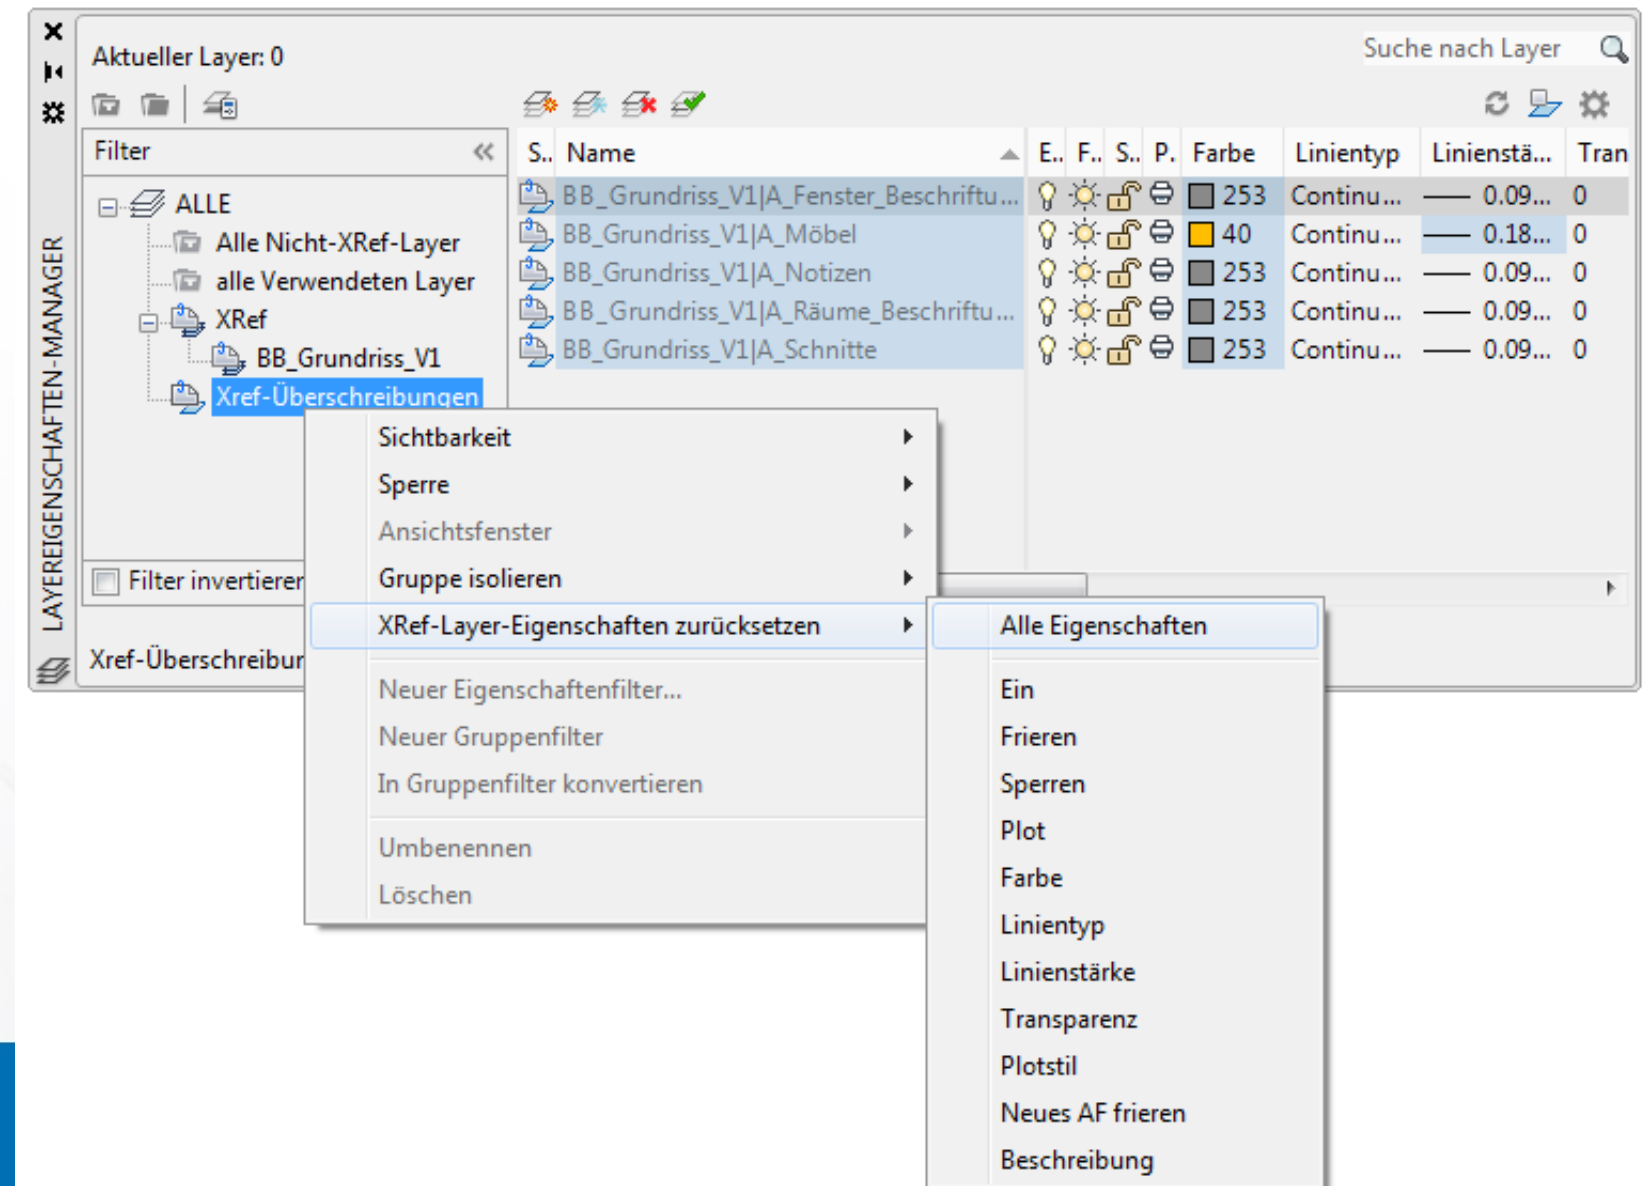 Aktueller Layer: 0
Suche nach Layer
Filter
S.. Name E.. F.. S.. P. Farbe Linientyp Linienstä... Tran
ALLE
Alle Nicht-XRef-Layer
alle Verwendeten Layer
XRef
BB_Grundriss_V1
Xref-Überschreibungen
BB_Grundriss_V1|A_Fenster_Beschriftu... 253 Continu... 0.09... 0
BB_Grundriss_V1|A_Möbel 40 Continu... 0.18... 0
BB_Grundriss_V1|A_Notizen 253 Continu... 0.09... 0
BB_Grundriss_V1|A_Räume_Beschriftu... 253 Continu... 0.09... 0
BB_Grundriss_V1|A_Schnitte 253 Continu... 0.09... 0
Filter invertieren
Xref-Überschreibur
LAYEREIGENSCHAFTEN-MANAGER
Sichtbarkeit
Sperre
Ansichtsfenster
Gruppe isolieren
XRef-Layer-Eigenschaften zurücksetzen
Neuer Eigenschaftenfilter...
Neuer Gruppenfilter
In Gruppenfilter konvertieren
Umbenennen
Löschen
Alle Eigenschaften
Ein
Frieren
Sperren
Plot
Farbe
Linientyp
Linienstärke
Transparenz
Plotstil
Neues AF frieren
Beschreibung